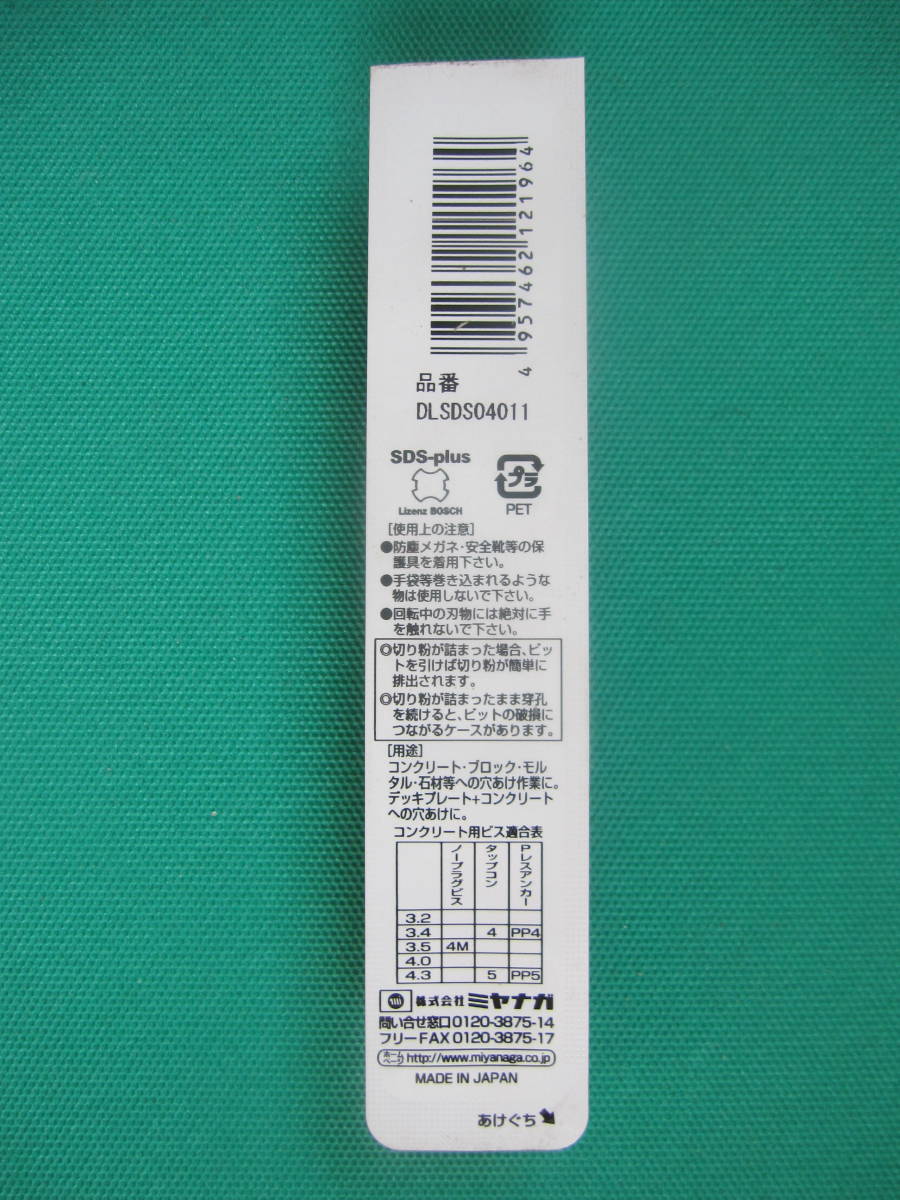 4957462121964
品番
DLSDS04011
SDS-plus
Lizenz BOSCH
プラ
PET
[使用上の注意]
●防塵メガネ・安全靴等の保
護具を着用下さい。
●手袋等巻き込まれるような
物は使用しないで下さい。
●回転中の刃物には絶対に手
を触れないで下さい。
◎切り粉が詰まった場合、ビッ
トを引けば切り粉が簡単に
排出されます。
◎切り粉が詰まったまま穿孔
を続けると、ビットの破損に
つながるケースがあります。
[用途]
コンクリート・ブロック・モル
タル・石材等への穴あけ作業に。
デッキプレート+コンクリート
への穴あけに。
コンクリート用ビス適合表
ノープラグビス タップコン Pレスアンカー
3.2
3.4 4 PP4
3.5 4M
4.0
4.3 5 PP5
株式会社 ミヤナガ
問い合せ窓口0120-3875-14
フリーFAX 0120-3875-17
ホームページ http://www.miyanaga.co.jp
MADE IN JAPAN
あけぐち